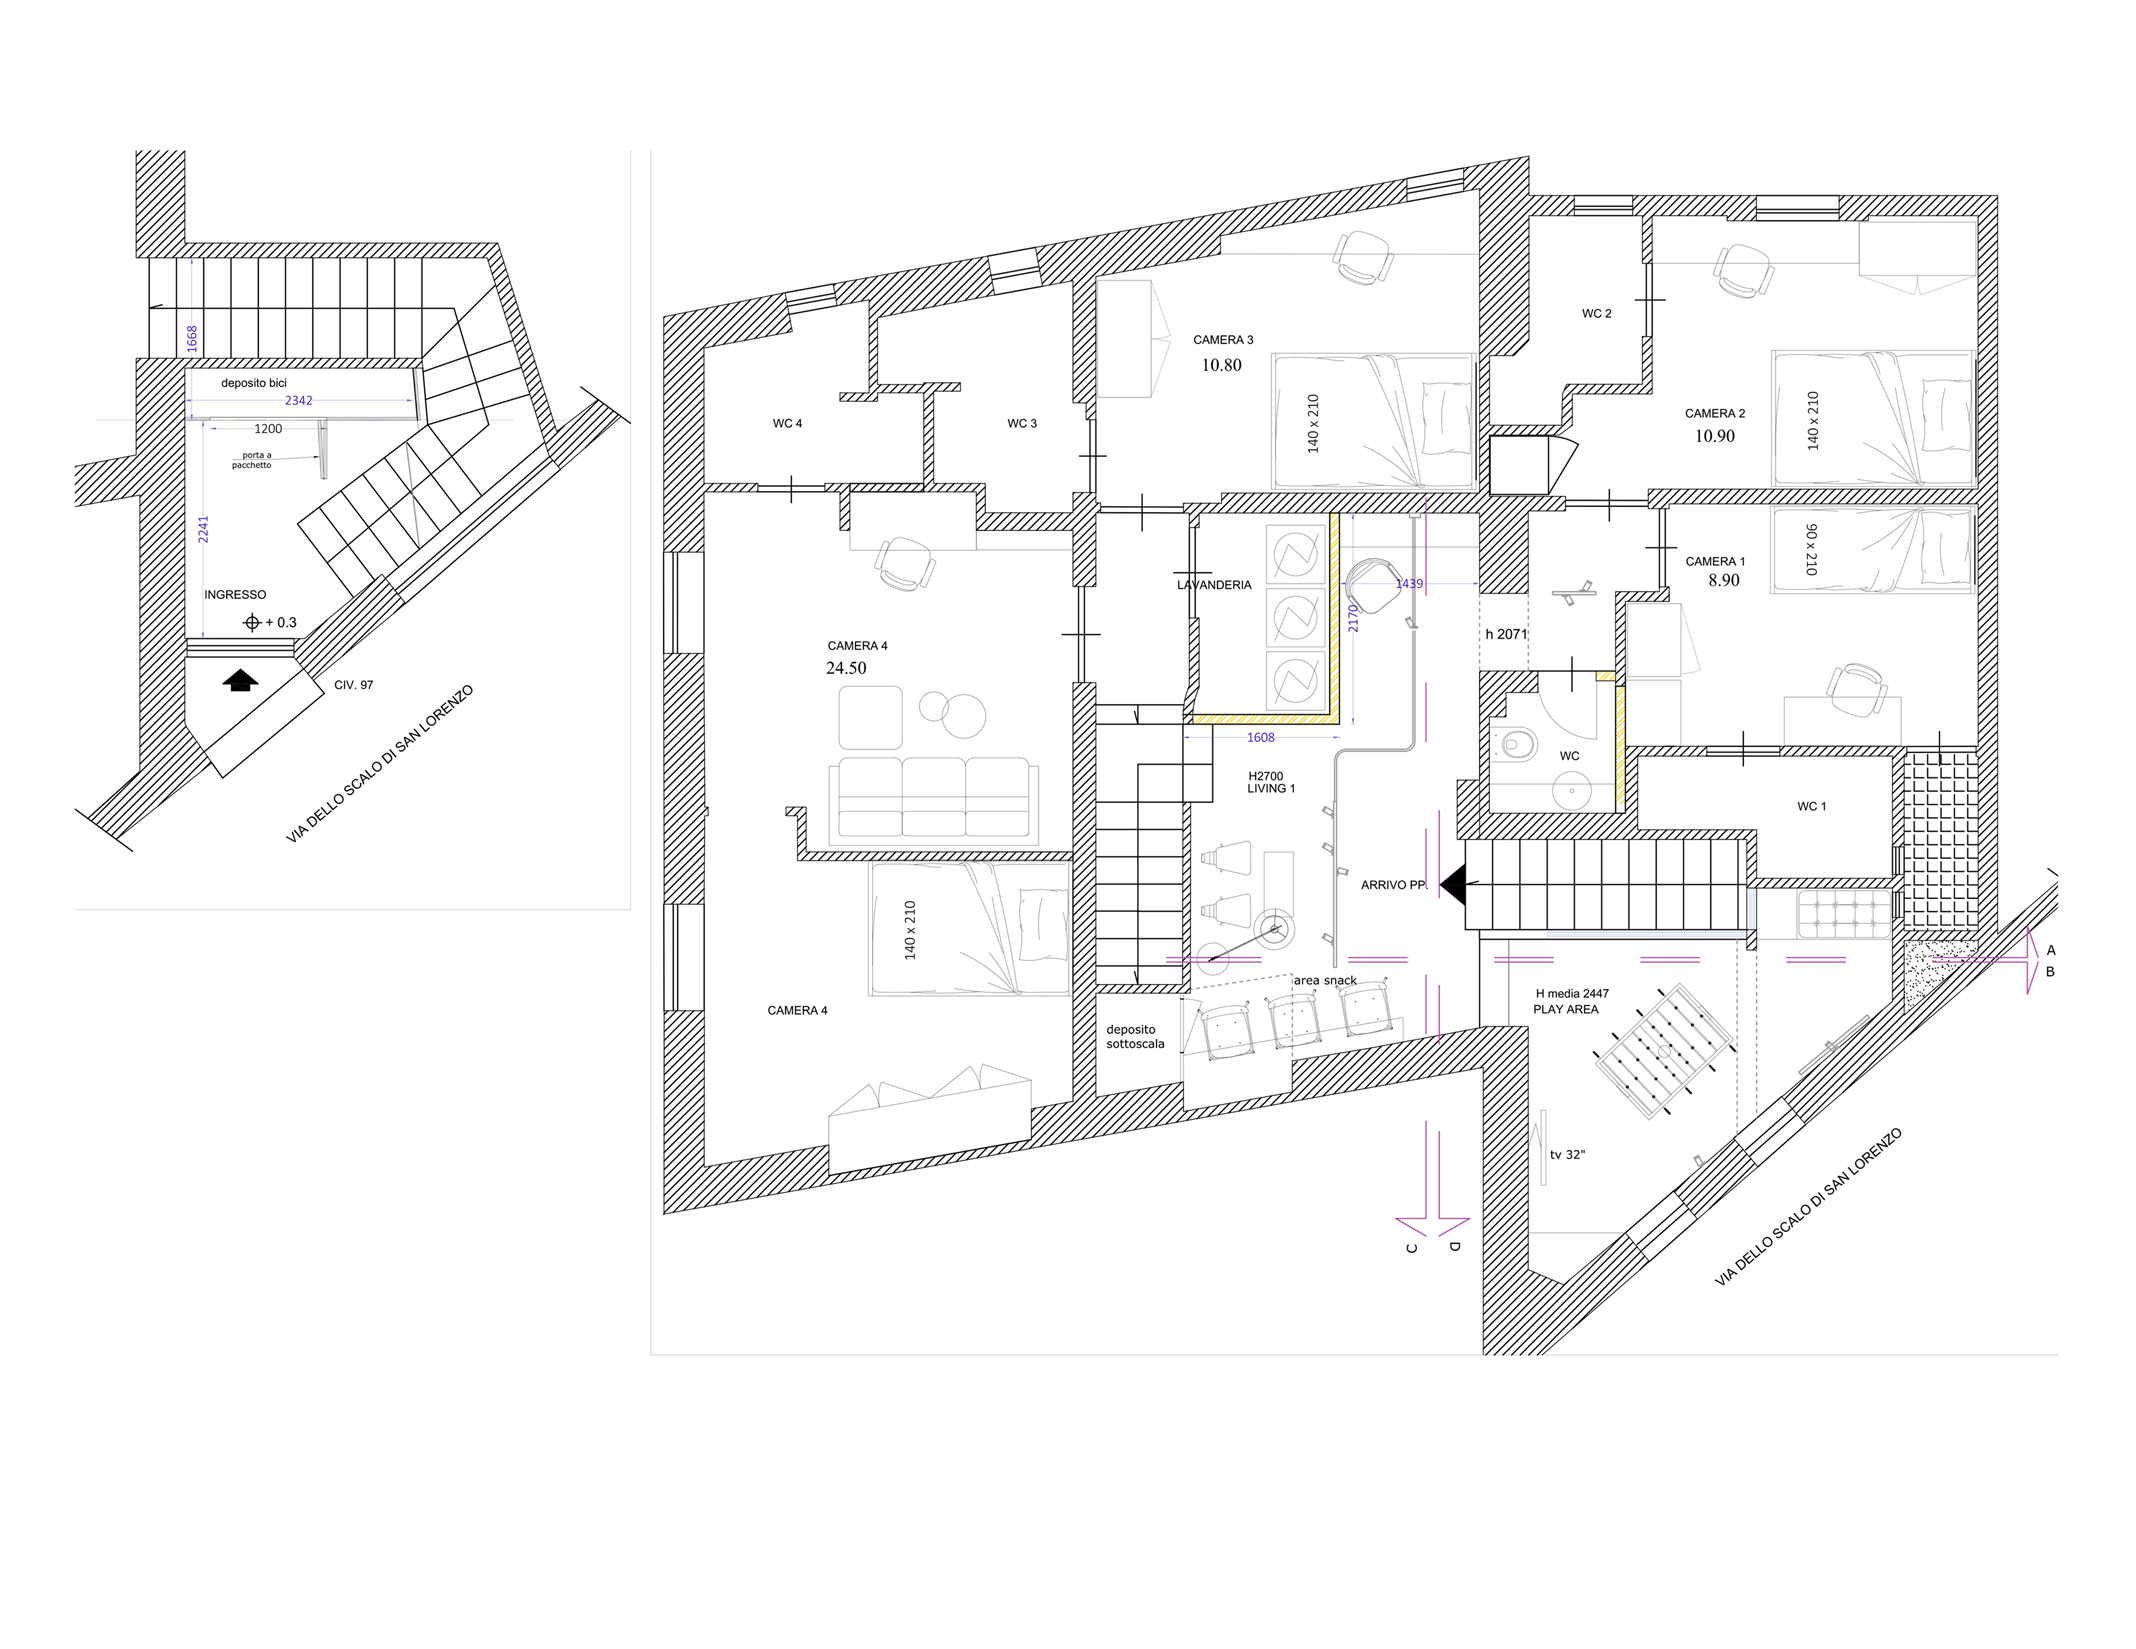 1668
deposito bici
2342
1200
porta a
pacchetto
2241
INGRESSO
+ 0.3
CIV. 97
VIA DELLO SCALO DI SAN LORENZO
WC 4
WC 3
CAMERA 3
10.80
140 x 210
WC 2
CAMERA 2
10.90
140 x 210
CAMERA 1
8.90
90 x 210
LAVANDERIA
1439
2170
h 2071
CAMERA 4
24.50
1608
H2700
LIVING 1
WC
WC 1
ARRIVO PP.
140 x 210
CAMERA 4
area snack
deposito
sottoscala
H media 2447
PLAY AREA
A
B
tv 32"
C
D
VIA DELLO SCALO DI SAN LORENZO